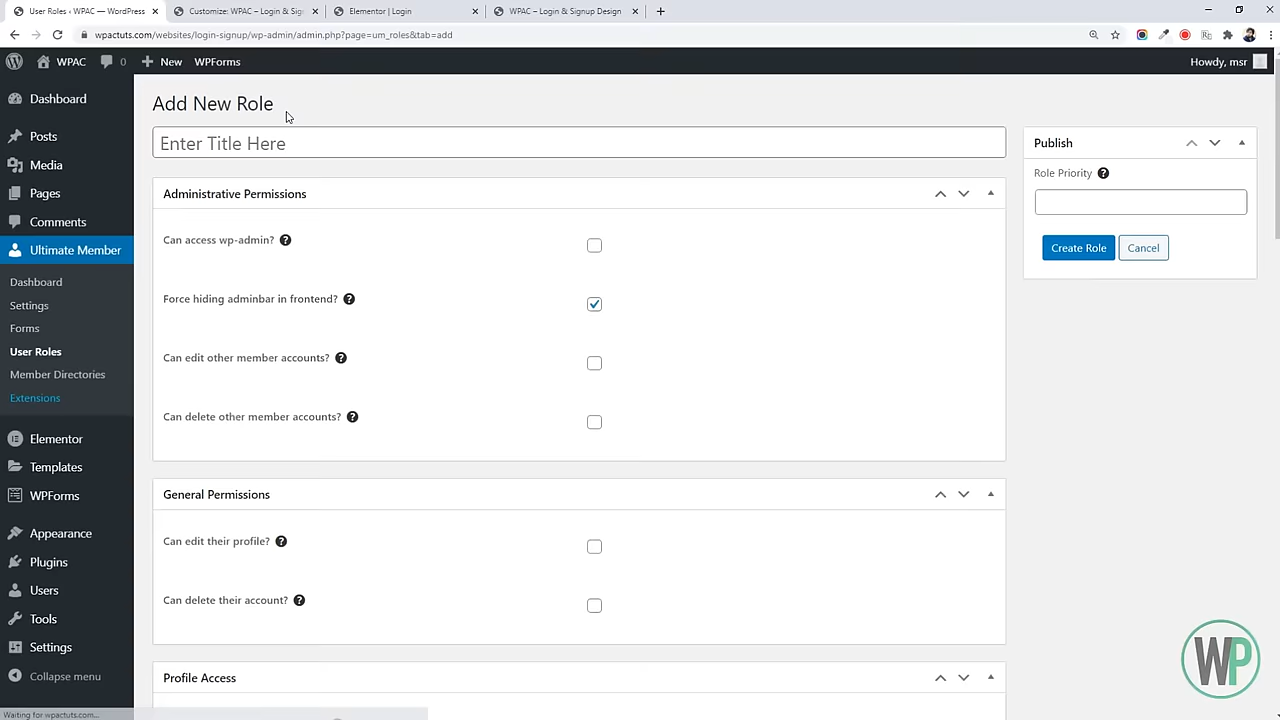 User Roles ‹ WPAC — WordPress
Customize: WPAC – Login & Sig
Elementor | Login
WPAC – Login & Signup Design
wpactuts.com/websites/login-signup/wp-admin/admin.php?page=um_roles&tab=add
WPAC
0
New
WPForms
Howdy, msr
Dashboard
Posts
Media
Pages
Comments
Ultimate Member
Dashboard
Settings
Forms
User Roles
Member Directories
Extensions
Elementor
Templates
WPForms
Appearance
Plugins
Users
Tools
Settings
Collapse menu
Waiting for wpactuts.com...
Add New Role
Enter Title Here
Administrative Permissions
Can access wp-admin? ?
Force hiding adminbar in frontend? ?
Can edit other member accounts? ?
Can delete other member accounts? ?
General Permissions
Can edit their profile? ?
Can delete their account? ?
Profile Access
Publish
Role Priority ?
Create Role
Cancel
WP